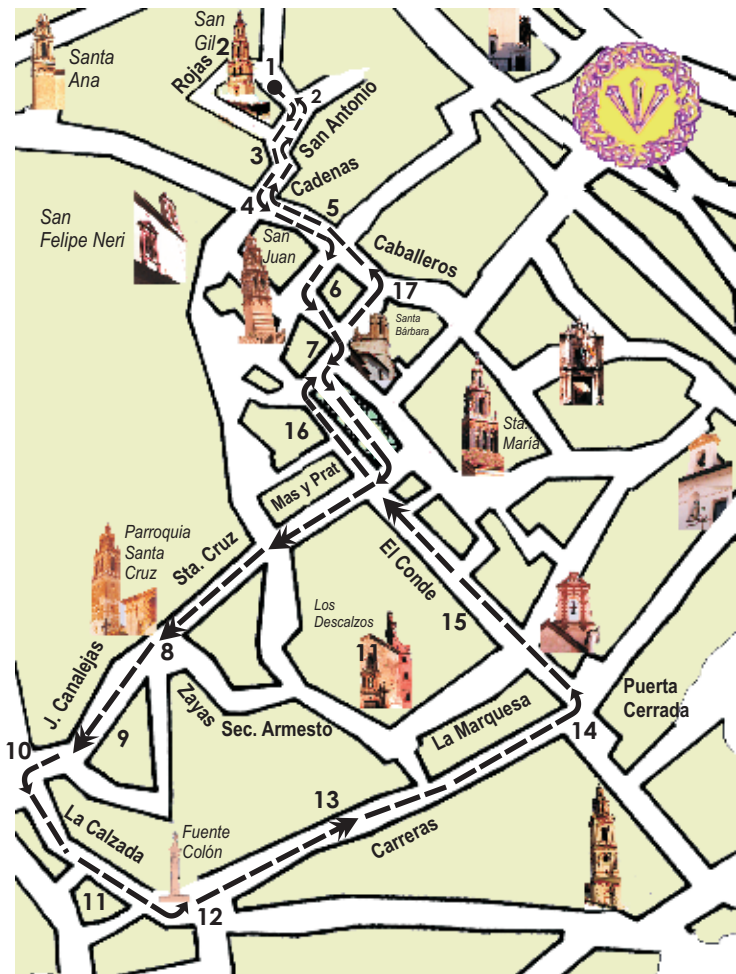 Santa
Ana
San
Gil
2
Rojas
1
2
San Antonio
3
Cadenas
4
5
San
Felipe Neri
San
Juan
Caballeros
6
17
Santa
Bárbara
7
16
Sta.
María
Mas y Prat
Parroquia
Santa
Cruz
Sta. Cruz
El Conde
Los
Descalzos
11
15
8
J. Canalejas
Zayas
Sec. Armesto
9
La Marquesa
Puerta
Cerrada
14
10
13
La Calzada
Fuente
Colón
Carreras
11
12